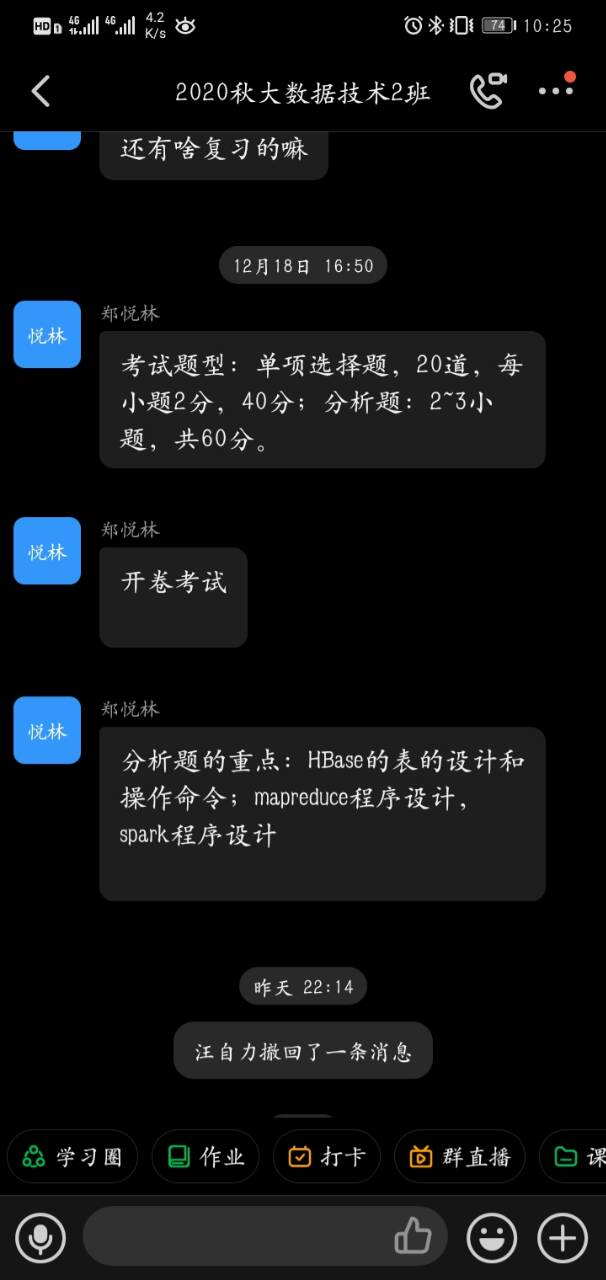 HD 1 4G 4G 4.2 K/s 74 10:25
2020秋大数据技术2班
还有啥复习的嘛
12月18日 16:50
郑悦林
悦林
考试题型：单项选择题，20道，每
小题2分，40分；分析题：2~3小
题，共60分。
郑悦林
悦林
开卷考试
郑悦林
悦林
分析题的重点：HBase的表的设计和
操作命令；mapreduce程序设计，
spark程序设计
昨天 22:14
汪自力撤回了一条消息
学习圈 作业 打卡 群直播 课